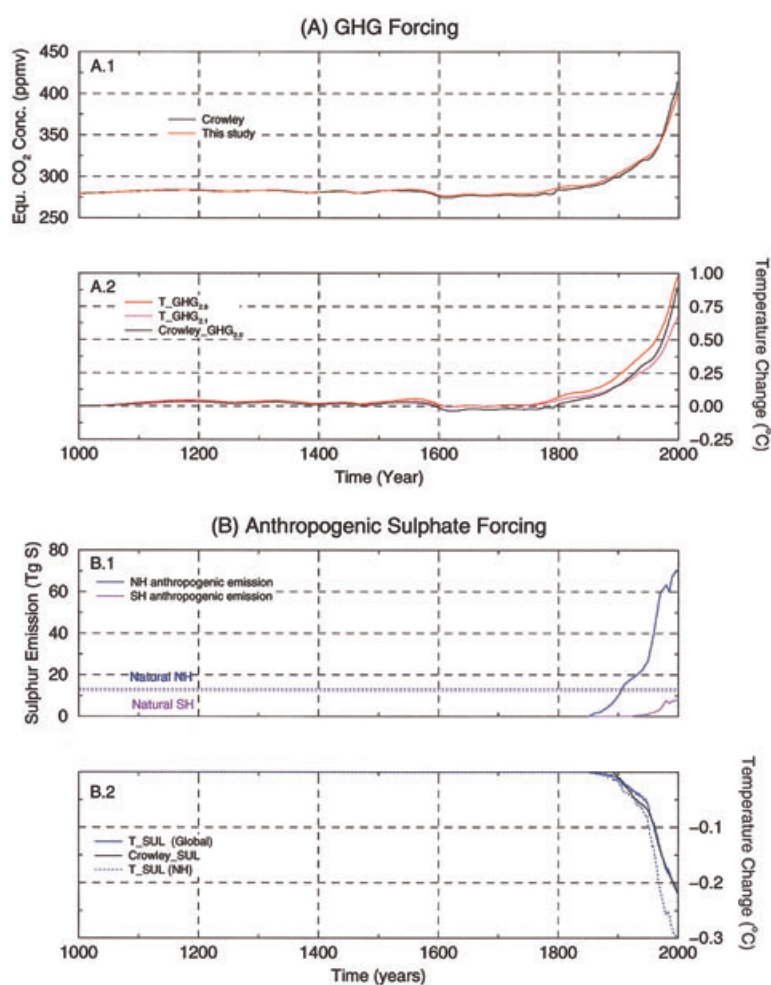 (A) GHG Forcing
Equ. CO₂ Conc. (ppmv)
450
400
350
300
250
A.1
Crowley
This study
A.2
T_GHG₂.₈
T_GHG₂.₁
Crowley_GHG₂.₀
1.00
0.75
0.50
0.25
0.00
−0.25
Temperature Change (°C)
1000 1200 1400 1600 1800 2000
Time (Year)
(B) Anthropogenic Sulphate Forcing
Sulphur Emission (Tg S)
80
60
40
20
0
B.1
NH anthropogenic emission
SH anthropogenic emission
Natural NH
Natural SH
B.2
T_SUL (Global)
Crowley_SUL
T_SUL (NH)
−0.1
−0.2
−0.3
Temperature Change (°C)
1000 1200 1400 1600 1800 2000
Time (years)